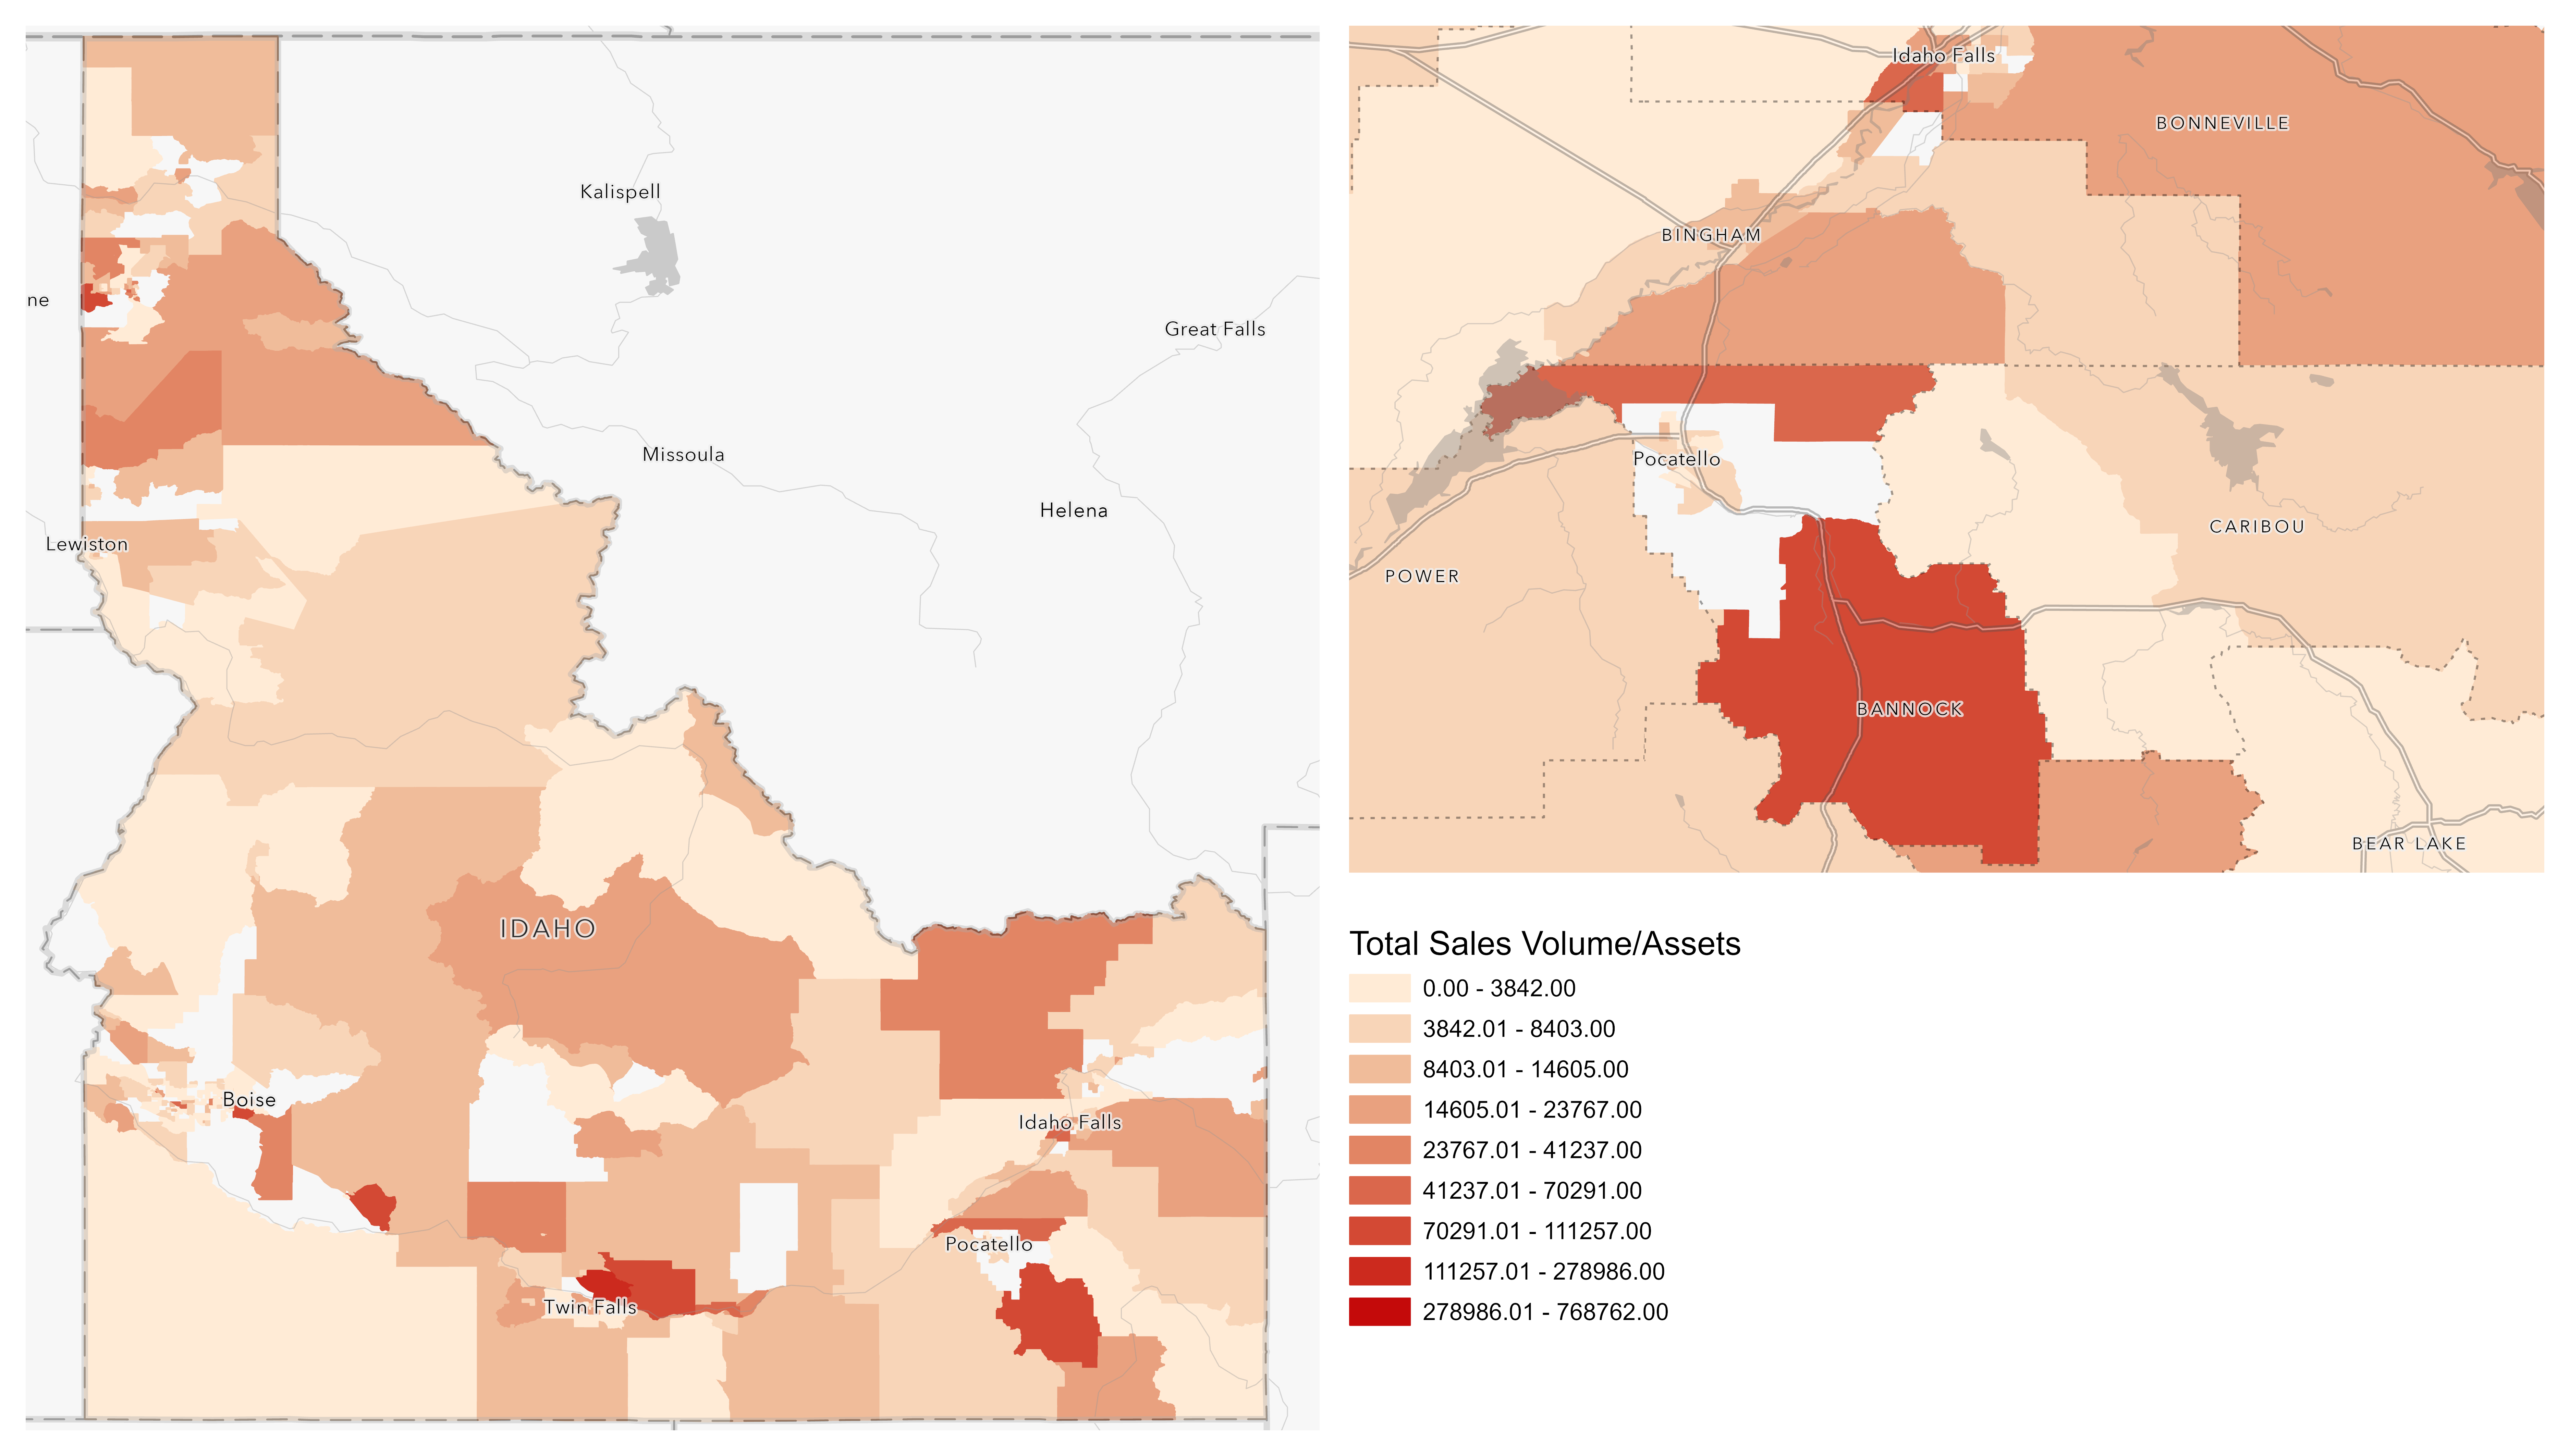 Kalispell
ne
Great Falls
Missoula
Helena
Lewiston
IDAHO
Boise
Idaho Falls
Pocatello
Twin Falls
Idaho Falls
BONNEVILLE
BINGHAM
Pocatello
CARIBOU
POWER
BANNOCK
BEAR LAKE
Total Sales Volume/Assets
0.00 - 3842.00
3842.01 - 8403.00
8403.01 - 14605.00
14605.01 - 23767.00
23767.01 - 41237.00
41237.01 - 70291.00
70291.01 - 111257.00
111257.01 - 278986.00
278986.01 - 768762.00